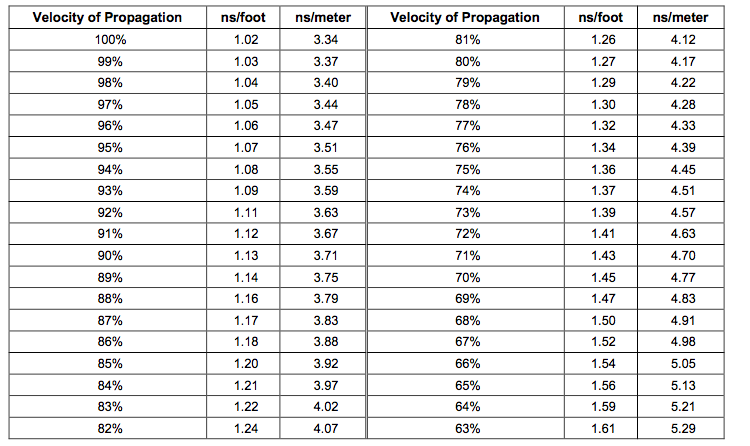 Velocity of Propagation ns/foot ns/meter Velocity of Propagation ns/foot ns/meter
100% 1.02 3.34 81% 1.26 4.12
99% 1.03 3.37 80% 1.27 4.17
98% 1.04 3.40 79% 1.29 4.22
97% 1.05 3.44 78% 1.30 4.28
96% 1.06 3.47 77% 1.32 4.33
95% 1.07 3.51 76% 1.34 4.39
94% 1.08 3.55 75% 1.36 4.45
93% 1.09 3.59 74% 1.37 4.51
92% 1.11 3.63 73% 1.39 4.57
91% 1.12 3.67 72% 1.41 4.63
90% 1.13 3.71 71% 1.43 4.70
89% 1.14 3.75 70% 1.45 4.77
88% 1.16 3.79 69% 1.47 4.83
87% 1.17 3.83 68% 1.50 4.91
86% 1.18 3.88 67% 1.52 4.98
85% 1.20 3.92 66% 1.54 5.05
84% 1.21 3.97 65% 1.56 5.13
83% 1.22 4.02 64% 1.59 5.21
82% 1.24 4.07 63% 1.61 5.29